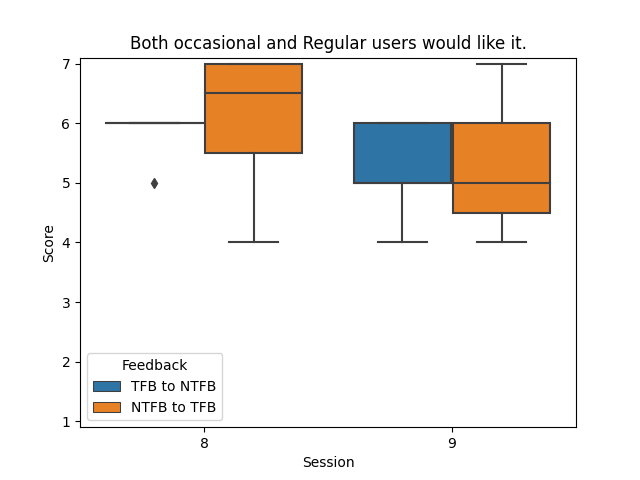 Both occasional and Regular users would like it.
7
6
5
4
3
2
1
Score
Feedback
TFB to NTFB
NTFB to TFB
8
9
Session